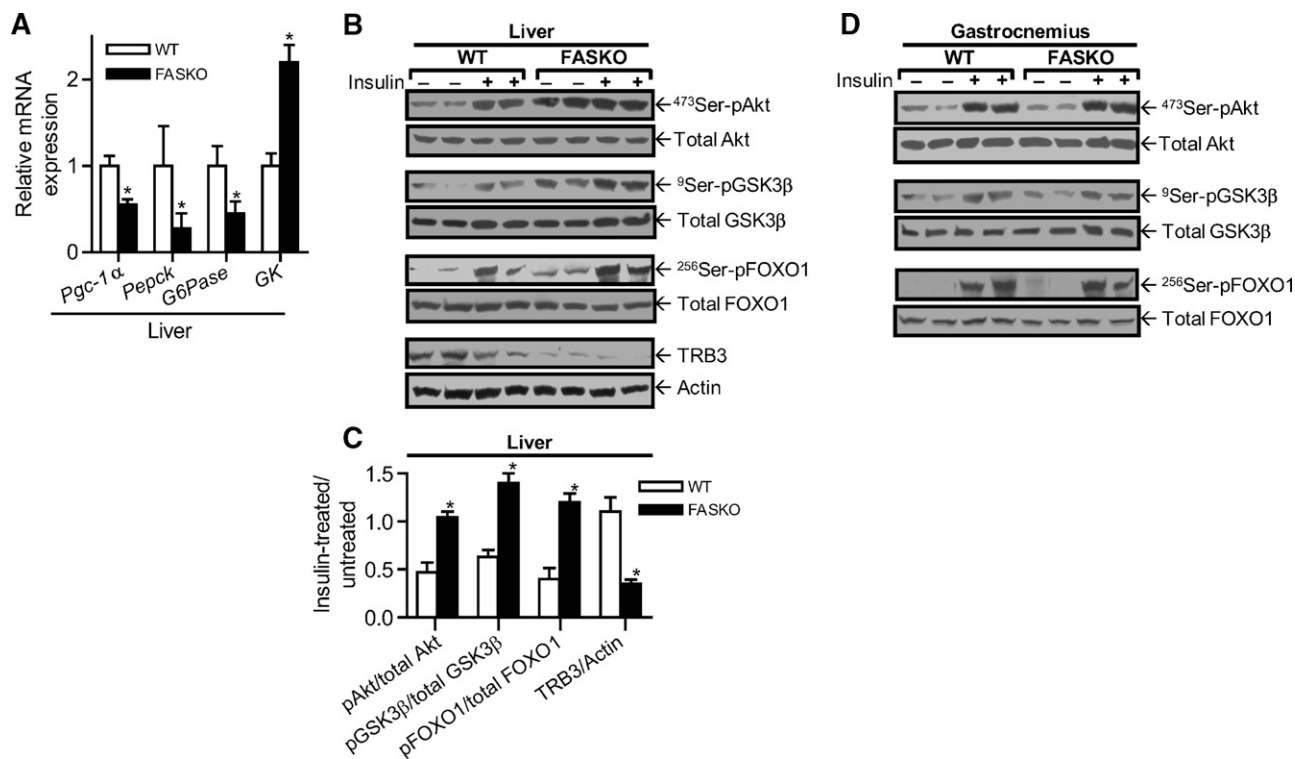 A
WT
FASKO
Relative mRNA
expression
2
1
0
*
*
*
*
Pgc-1α
Pepck
G6Pase
GK
Liver
B
Liver
WT FASKO
Insulin – – + + – – + +
←⁴⁷³Ser-pAkt
←Total Akt
←⁹Ser-pGSK3β
←Total GSK3β
←²⁵⁶Ser-pFOXO1
←Total FOXO1
←TRB3
←Actin
C
Liver
Insulin-treated/
untreated
1.5
1.0
0.5
0.0
*
*
*
*
WT
FASKO
pAkt/total Akt
pGSK3β/total GSK3β
pFOXO1/total FOXO1
TRB3/Actin
D
Gastrocnemius
WT FASKO
Insulin – – + + – – + +
←⁴⁷³Ser-pAkt
←Total Akt
←⁹Ser-pGSK3β
←Total GSK3β
←²⁵⁶Ser-pFOXO1
←Total FOXO1